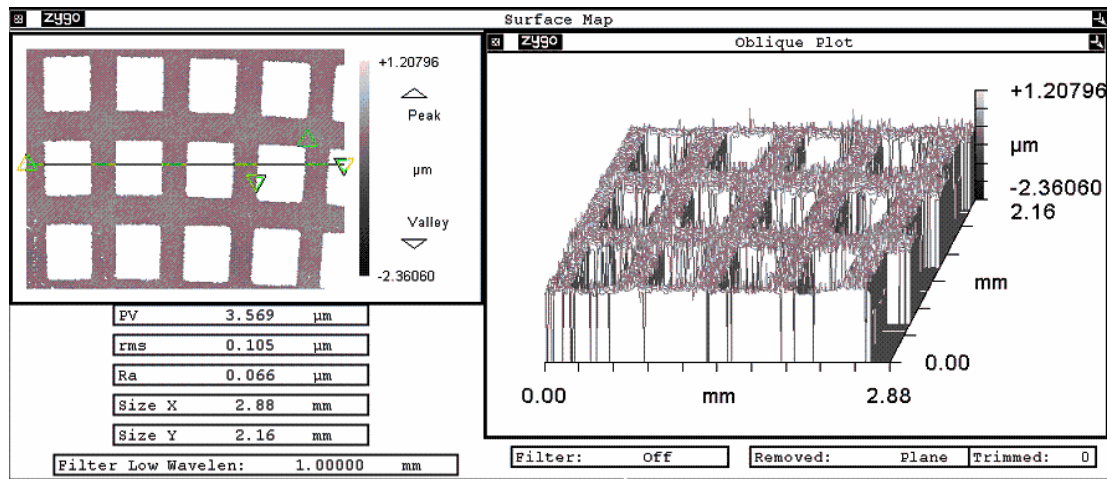 zygo Surface Map
+1.20796
Peak
µm
Valley
-2.36060
PV 3.569 µm
rms 0.105 µm
Ra 0.066 µm
Size X 2.88 mm
Size Y 2.16 mm
Filter Low Wavelen: 1.00000 mm
zygo Oblique Plot
+1.20796
µm
-2.36060
2.16
mm
0.00
0.00 mm 2.88
Filter: Off Removed: Plane Trimmed: 0